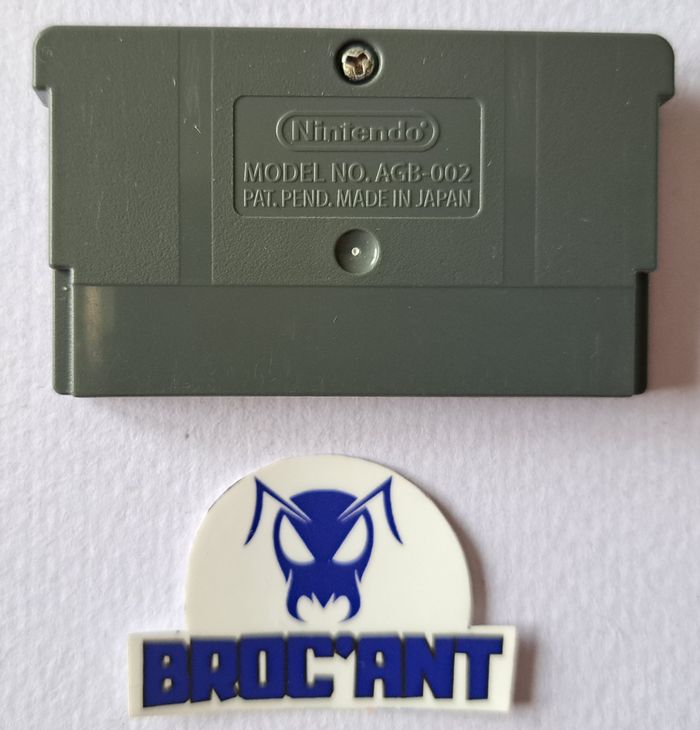 Nintendo®
MODEL NO. AGB-002
PAT. PEND. MADE IN JAPAN
BROC'ANT